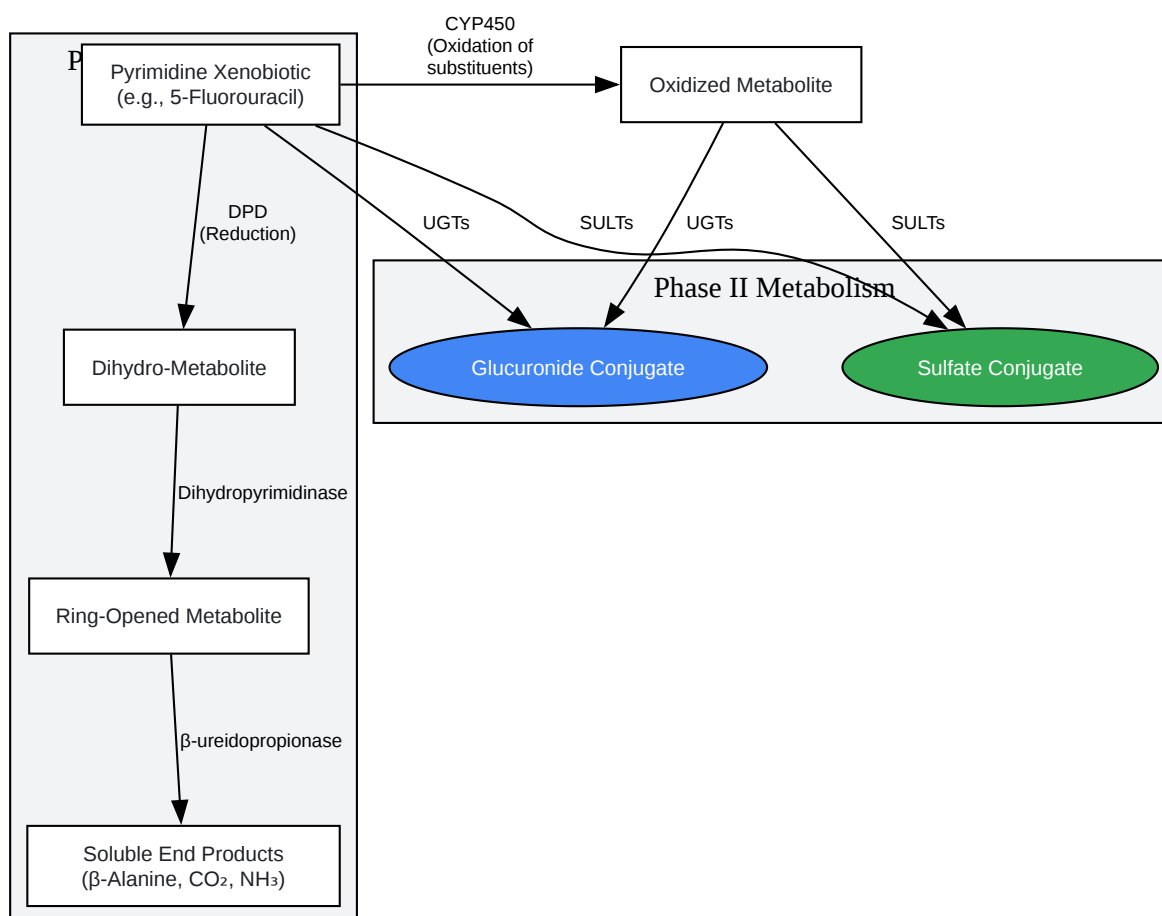 CYP450
(Oxidation of
substituents)
P
Pyrimidine Xenobiotic
(e.g., 5-Fluorouracil)
Oxidized Metabolite
DPD
(Reduction)
UGTs
SULTs
UGTs
SULTs
Phase II Metabolism
Dihydro-Metabolite
Glucuronide Conjugate
Sulfate Conjugate
Dihydropyrimidinase
Ring-Opened Metabolite
β-ureidopropionase
Soluble End Products
(β-Alanine, CO₂, NH₃)